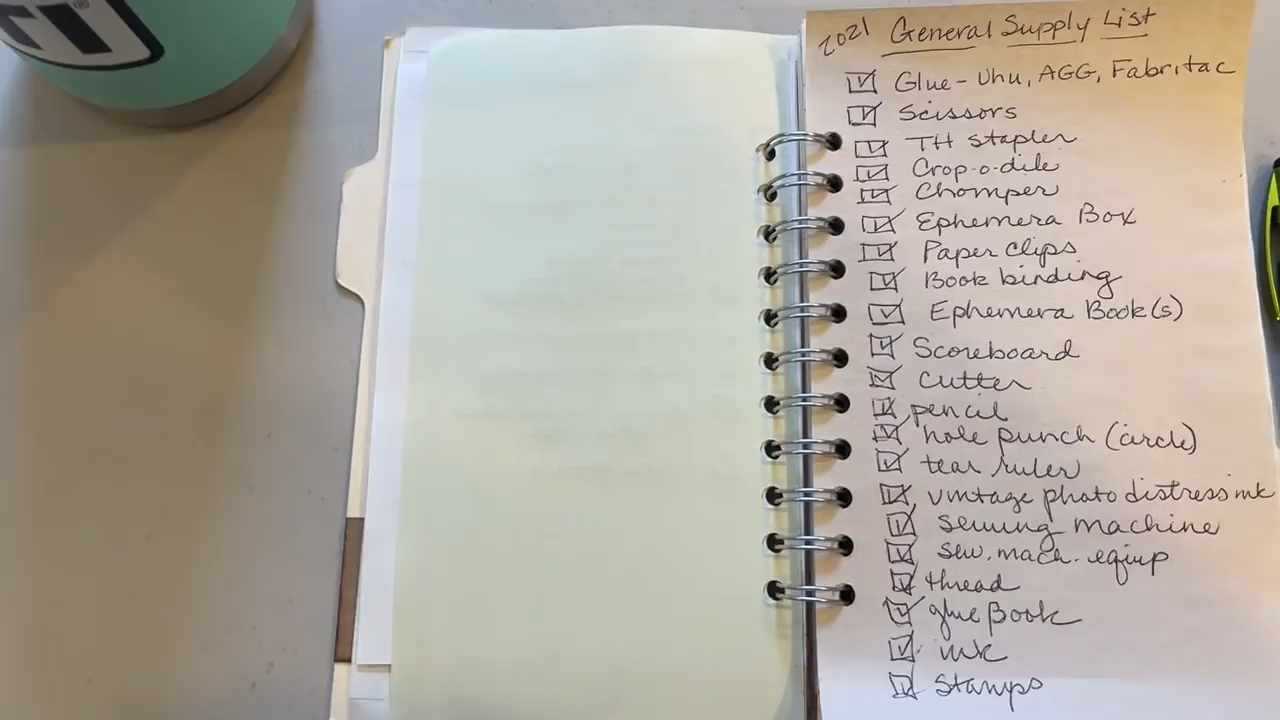 2021 General Supply List
Glue - Uhu, AGG, Fabritac
Scissors
TH stapler
Crop-o-dile
Chomper
Ephemera Box
Paper clips
Book binding
Ephemera Book(s)
Scoreboard
Cutter
pencil
hole punch (circle)
tear ruler
vintage photo distress ink
sewing machine
sew. mach. equip
thread
glue Book
ink
Stamps